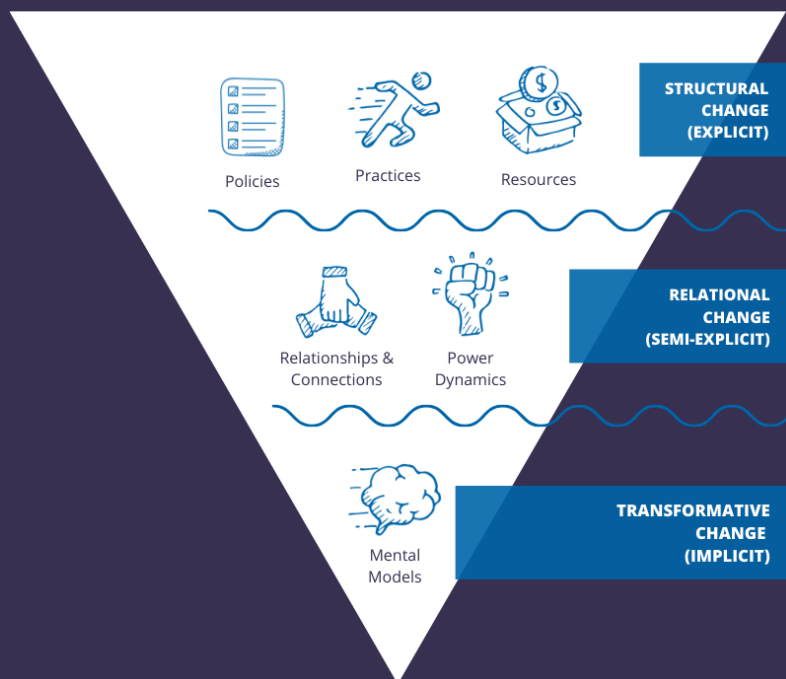 STRUCTURAL
CHANGE
(EXPLICIT)
Policies
Practices
Resources
RELATIONAL
CHANGE
(SEMI-EXPLICIT)
Relationships &
Connections
Power
Dynamics
TRANSFORMATIVE
CHANGE
(IMPLICIT)
Mental
Models